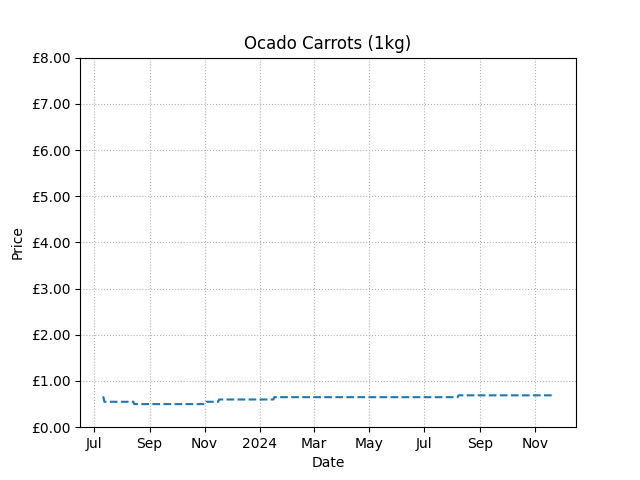 Ocado Carrots (1kg)
£8.00
£7.00
£6.00
£5.00
£4.00
£3.00
£2.00
£1.00
£0.00
Price
Jul Sep Nov 2024 Mar May Jul Sep Nov
Date